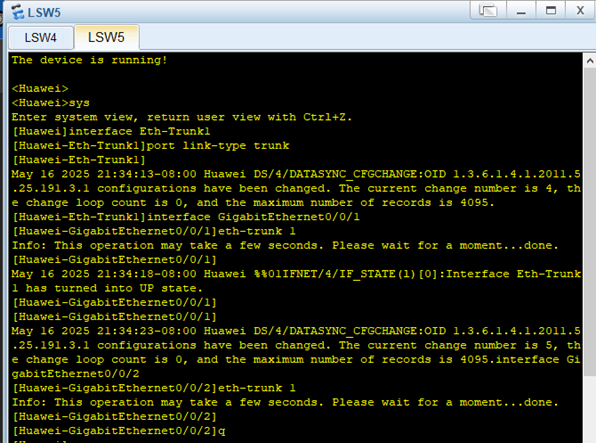 LSW5
LSW4
LSW5
The device is running!
<Huawei>
<Huawei>sys
Enter system view, return user view with Ctrl+Z.
[Huawei]interface Eth-Trunk1
[Huawei-Eth-Trunk1]port link-type trunk
[Huawei-Eth-Trunk1]
May 16 2025 21:34:13-08:00 Huawei DS/4/DATASYNC_CFGCHANGE:OID 1.3.6.1.4.1.2011.5
.25.191.3.1 configurations have been changed. The current change number is 4, th
e change loop count is 0, and the maximum number of records is 4095.
[Huawei-Eth-Trunk1]interface GigabitEthernet0/0/1
[Huawei-GigabitEthernet0/0/1]eth-trunk 1
Info: This operation may take a few seconds. Please wait for a moment...done.
[Huawei-GigabitEthernet0/0/1]
May 16 2025 21:34:18-08:00 Huawei %%01IFNET/4/IF_STATE(l)[0]:Interface Eth-Trunk
1 has turned into UP state.
[Huawei-GigabitEthernet0/0/1]
[Huawei-GigabitEthernet0/0/1]
May 16 2025 21:34:23-08:00 Huawei DS/4/DATASYNC_CFGCHANGE:OID 1.3.6.1.4.1.2011.5
.25.191.3.1 configurations have been changed. The current change number is 5, th
e change loop count is 0, and the maximum number of records is 4095.interface Gi
gabitEthernet0/0/2
[Huawei-GigabitEthernet0/0/2]eth-trunk 1
Info: This operation may take a few seconds. Please wait for a moment...done.
[Huawei-GigabitEthernet0/0/2]
[Huawei-GigabitEthernet0/0/2]q